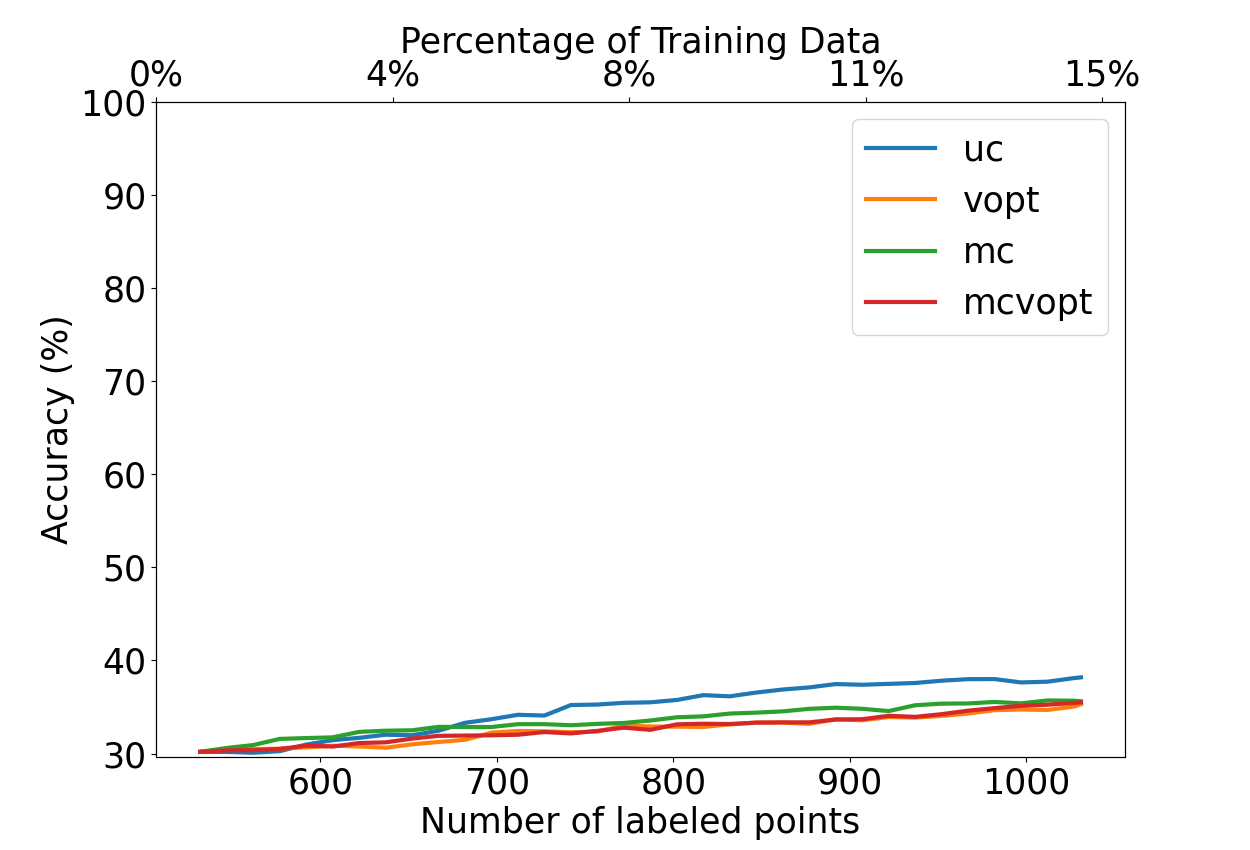 Percentage of Training Data
0% 4% 8% 11% 15%
100
90
80
70
60
50
40
30
Accuracy (%)
uc
vopt
mc
mcvopt
600 700 800 900 1000
Number of labeled points